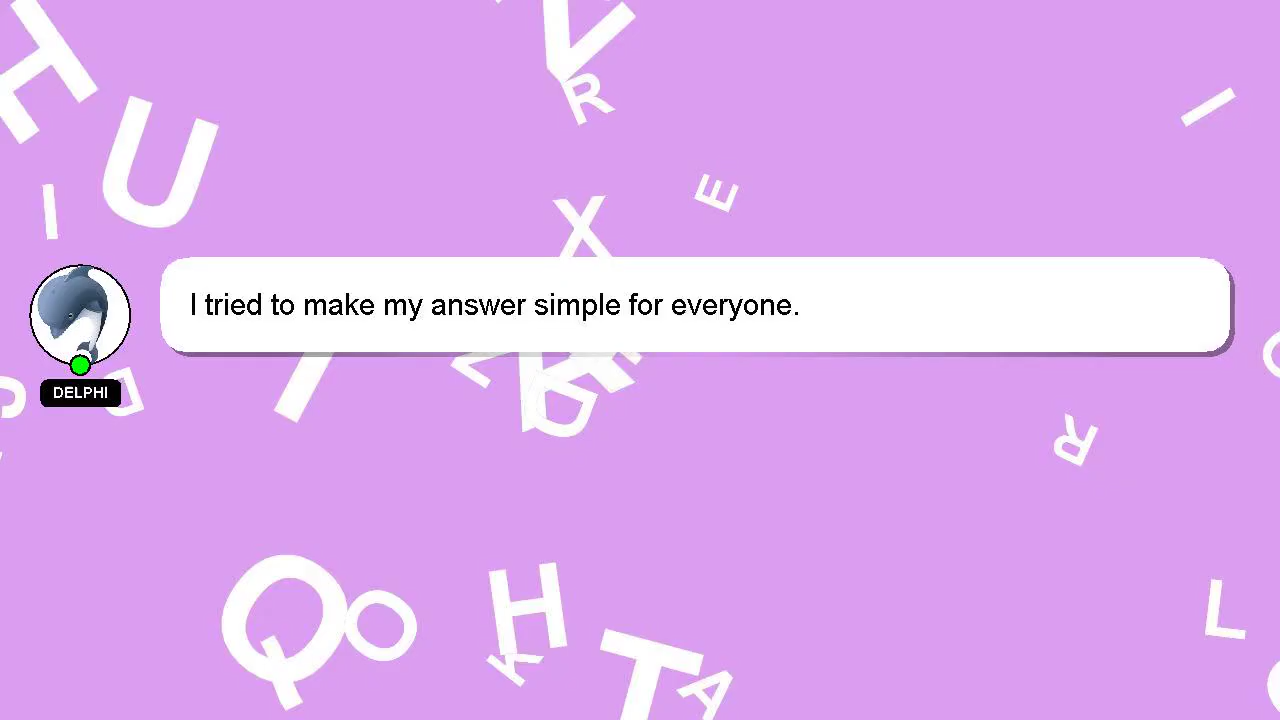 I tried to make my answer simple for everyone.
DELPHI
H
U
I
V
R
E
X
I
I
Z
D
D
R
Q
O
H
K
T
A
L